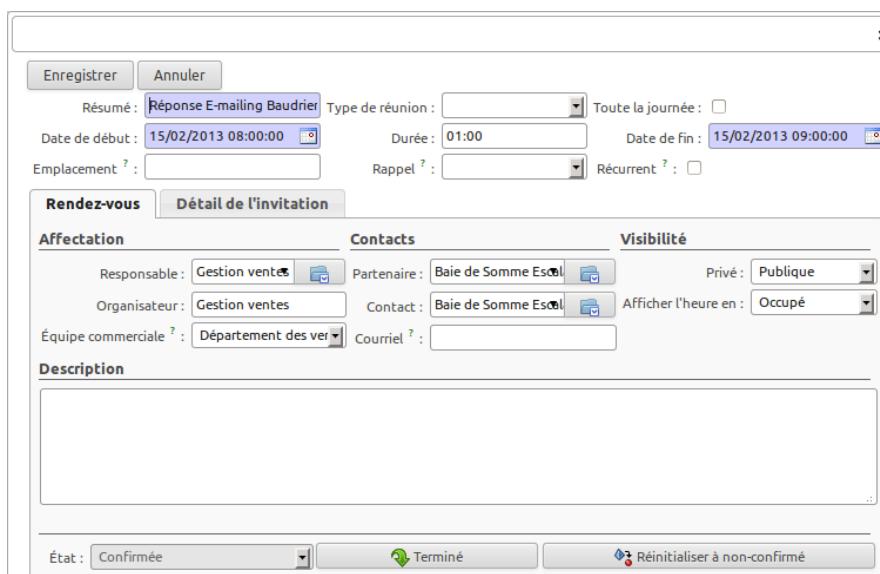 Enregistrer Annuler
Résumé : Réponse E-mailing Baudrier Type de réunion : Toute la journée :
Date de début : 15/02/2013 08:00:00 Durée : 01:00 Date de fin : 15/02/2013 09:00:00
Emplacement ? : Rappel ? : Récurrent ? :
Rendez-vous Détail de l'invitation
Affectation Contacts Visibilité
Responsable : Gestion ventes Partenaire : Baie de Somme Escal Privé : Publique
Organisateur : Gestion ventes Contact : Baie de Somme Escal Afficher l'heure en : Occupé
Équipe commerciale ? : Département des ver Courriel ? :
Description
État : Confirmée Terminé Réinitialiser à non-confirmé